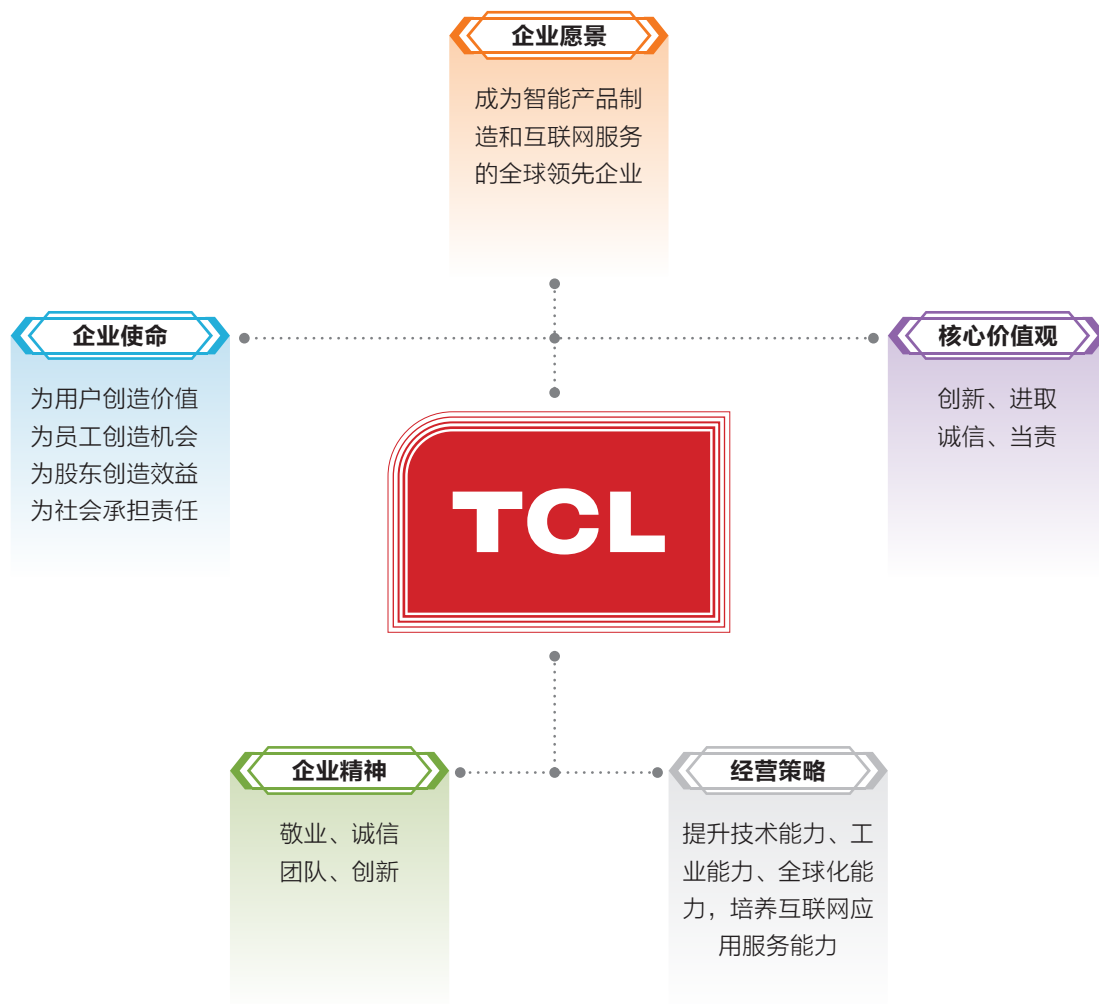 企业愿景
成为智能产品制
造和互联网服务
的全球领先企业
企业使命
为用户创造价值
为员工创造机会
为股东创造效益
为社会承担责任
核心价值观
创新、进取
诚信、当责
TCL
企业精神
敬业、诚信
团队、创新
经营策略
提升技术能力、工
业能力、全球化能
力，培养互联网应
用服务能力